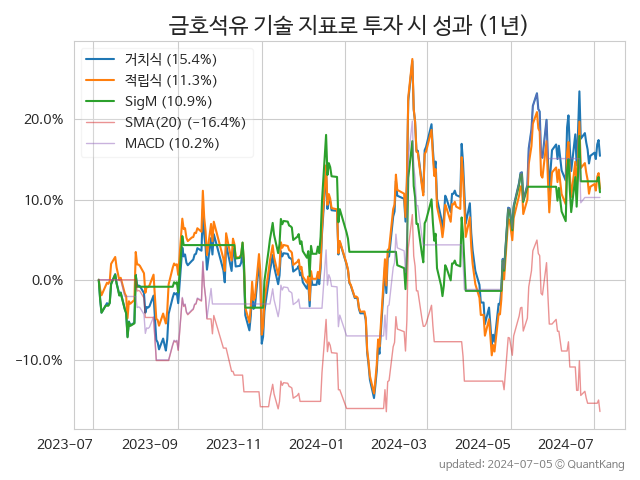 금호석유 기술 지표로 투자 시 성과 (1년)
거치식 (15.4%)
적립식 (11.3%)
SigM (10.9%)
SMA(20) (−16.4%)
MACD (10.2%)
20.0%
10.0%
0.0%
−10.0%
2023-07 2023-09 2023-11 2024-01 2024-03 2024-05 2024-07
updated: 2024-07-05 © QuantKang